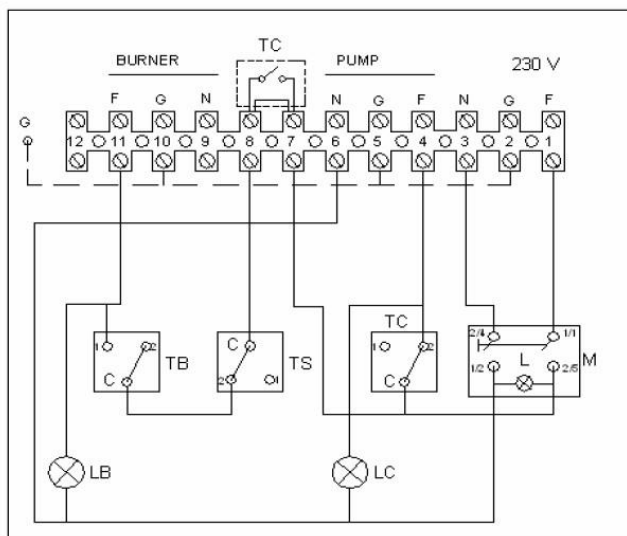 TC
BURNER PUMP 230 V
F G N N G F N G F
G
12 11 10 9 8 7 6 5 4 3 2 1
TC
1 2 C 2/4 1/1
TB TS 1 2 L M
C 2 1 C 1/2 2/5
LB LC